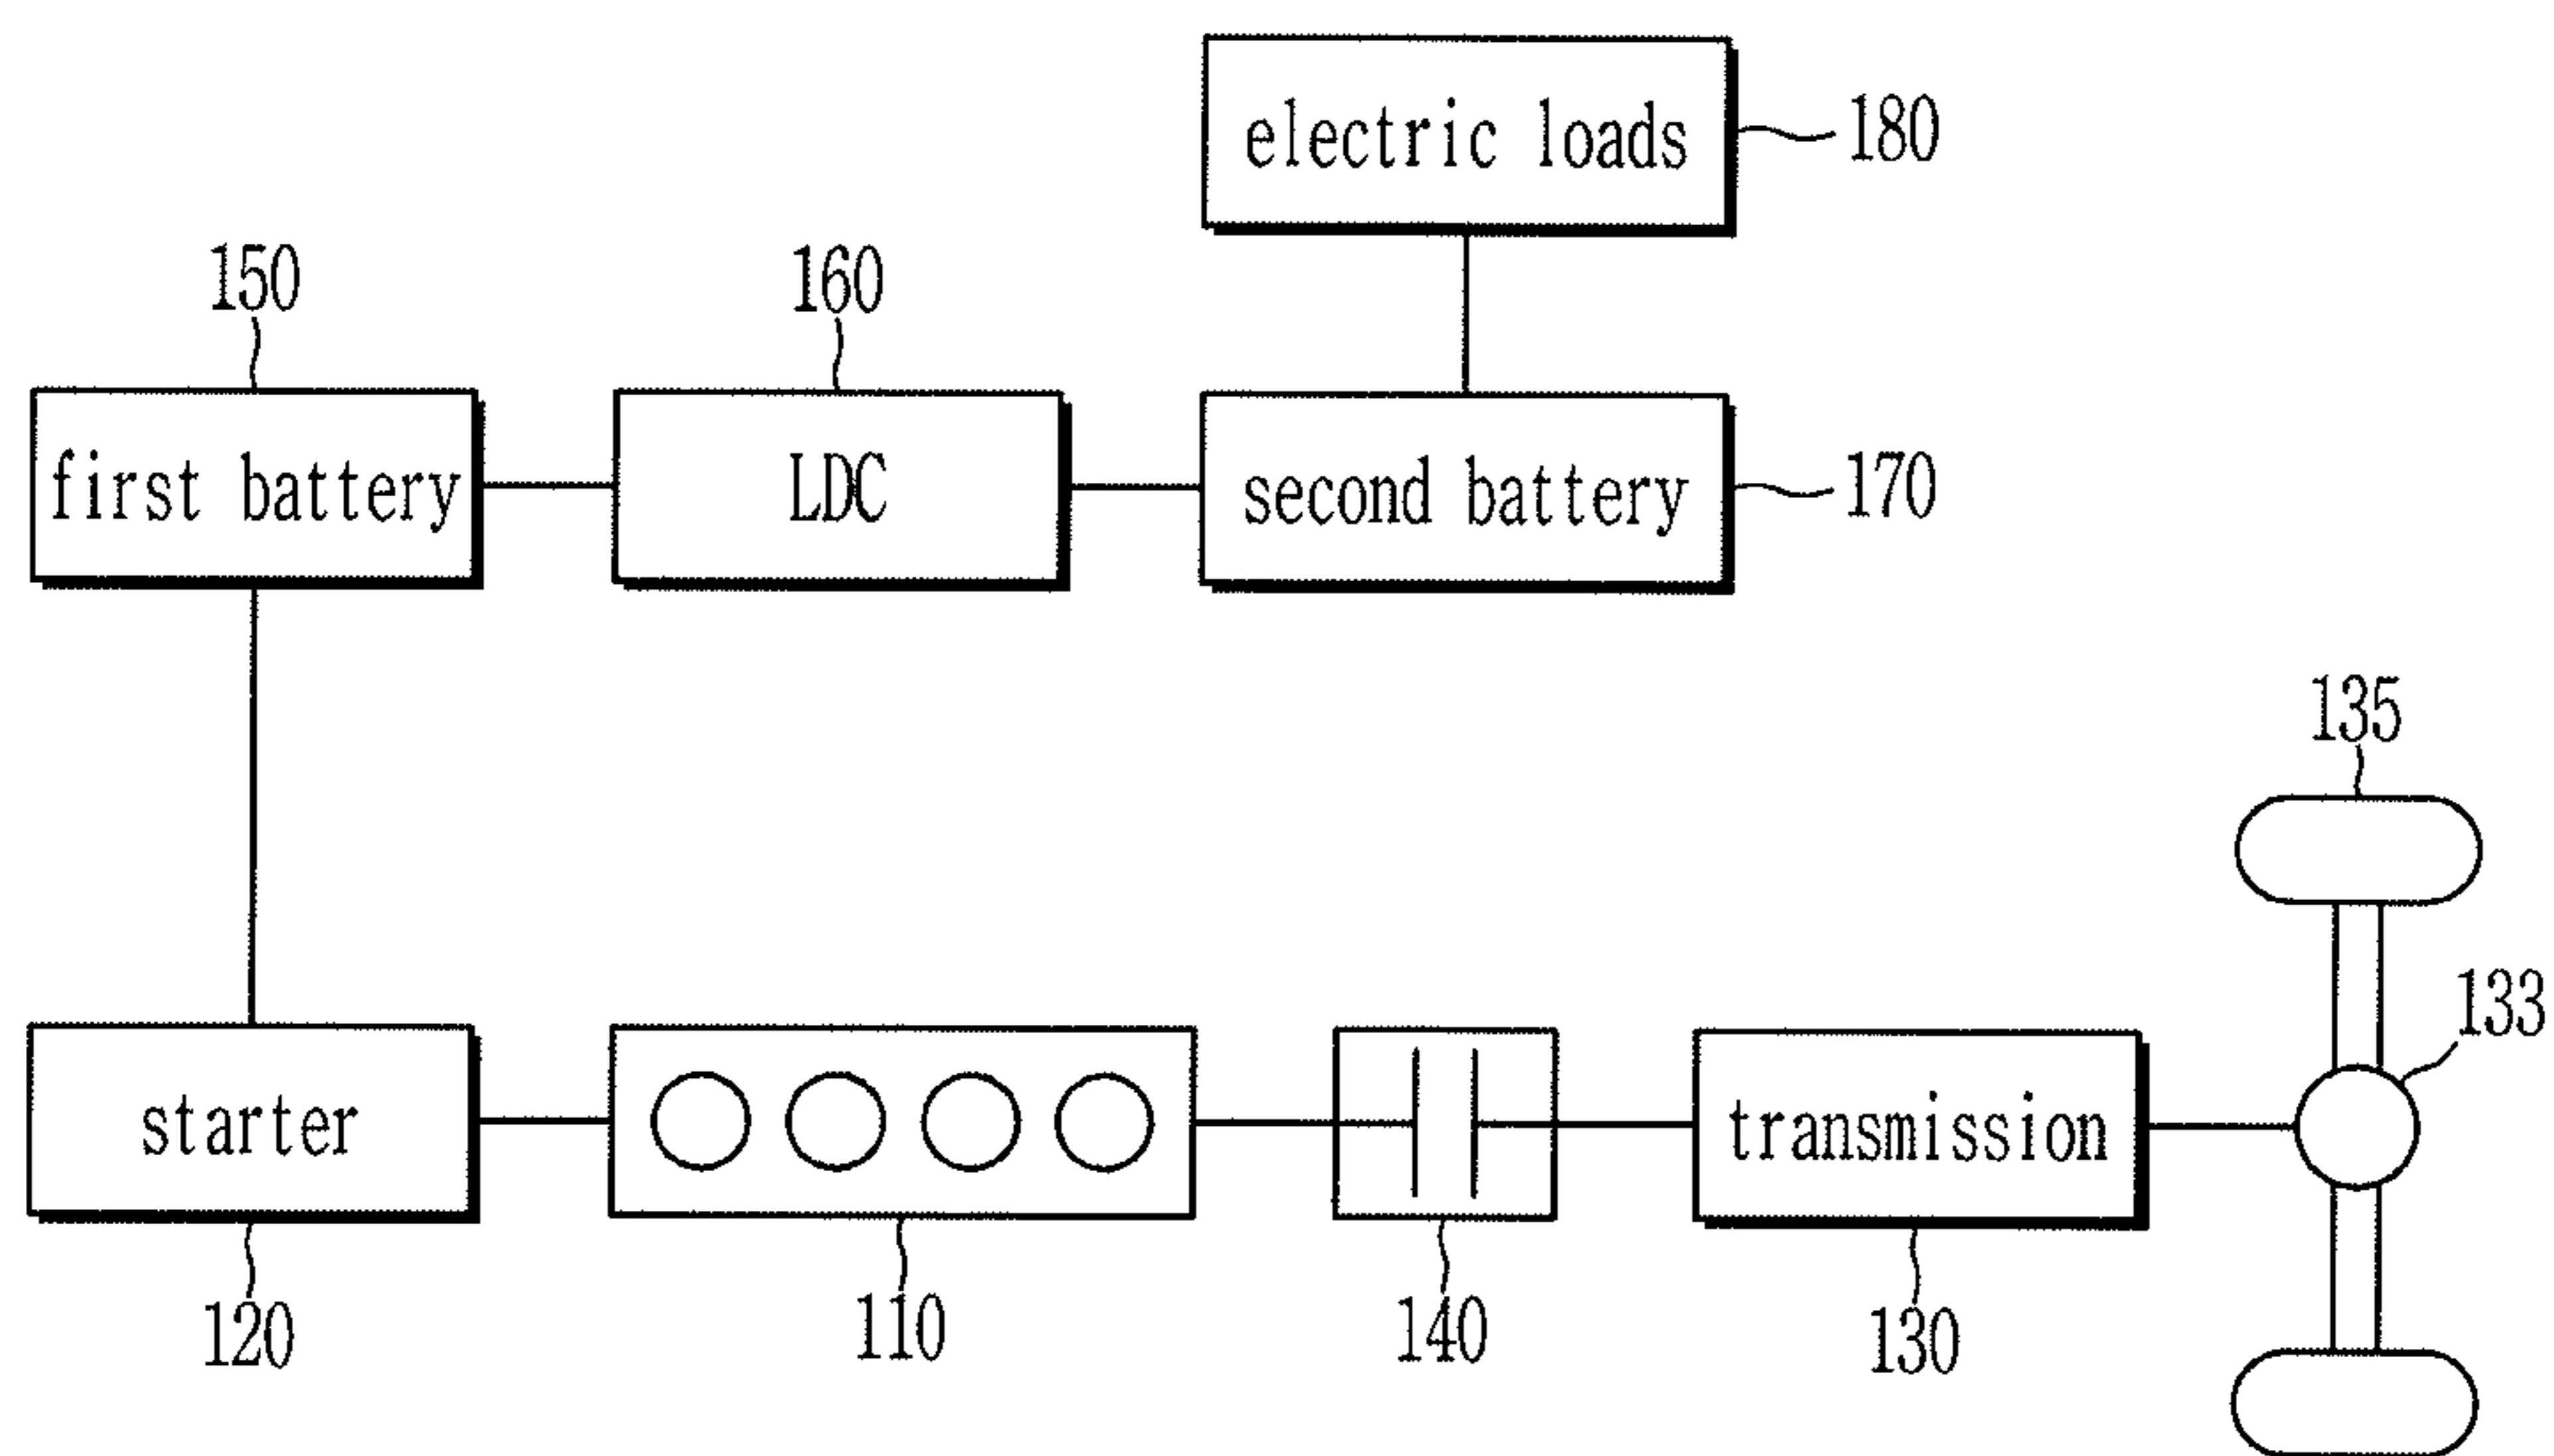 electric loads
180
150
160
first battery
LDC
second battery
170
135
133
starter
transmission
120
110
140
130